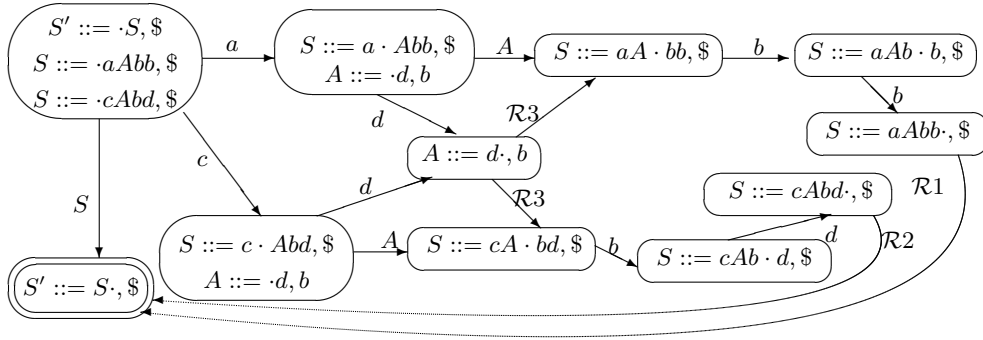 S′ ::= ·S, $
S ::= ·aAbb, $
S ::= ·cAbd, $
a
S ::= a · Abb, $
A ::= ·d, b
A
S ::= aA · bb, $
b
S ::= aAb · b, $
b
S ::= aAbb·, $
d
R3
A ::= d·, b
c
d
R3
S
S ::= c · Abd, $
A ::= ·d, b
A
S ::= cA · bd, $
b
S ::= cAb · d, $
d
S ::= cAbd·, $
R1
R2
S′ ::= S·, $